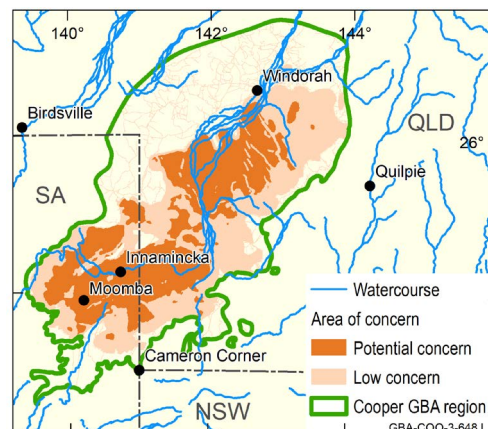 140°
142°
144°
Windorah
Birdsville
QLD
26°
SA
Quilpie
Innamincka
Moomba
Watercourse
Area of concern
Potential concern
Cameron Corner
Low concern
NSW
Cooper GBA region